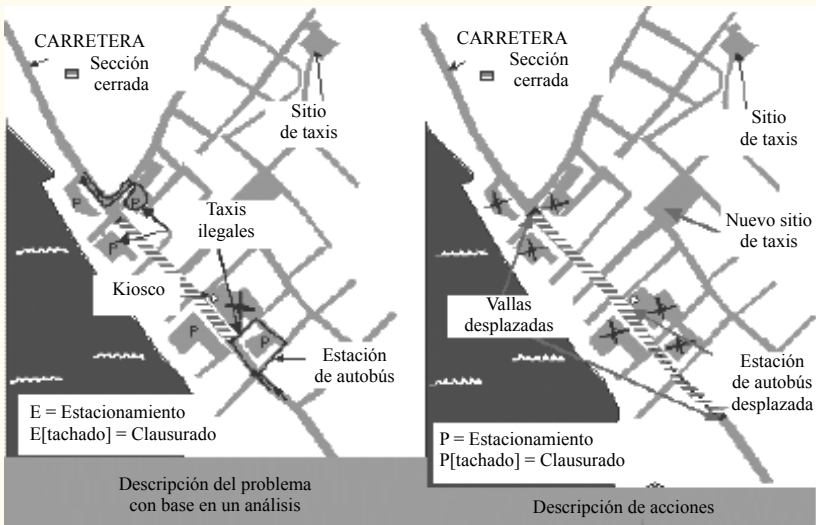 CARRETERA
Sección
cerrada
Sitio
de taxis
P
P
P
Taxis
ilegales
Kiosco
P
P
Estación
de autobús
E = Estacionamiento
E[tachado] = Clausurado
Descripción del problema
con base en un análisis
CARRETERA
Sección
cerrada
Sitio
de taxis
Nuevo sitio
de taxis
Vallas
desplazadas
Estación
de autobús
desplazada
P = Estacionamiento
P[tachado] = Clausurado
Descripción de acciones